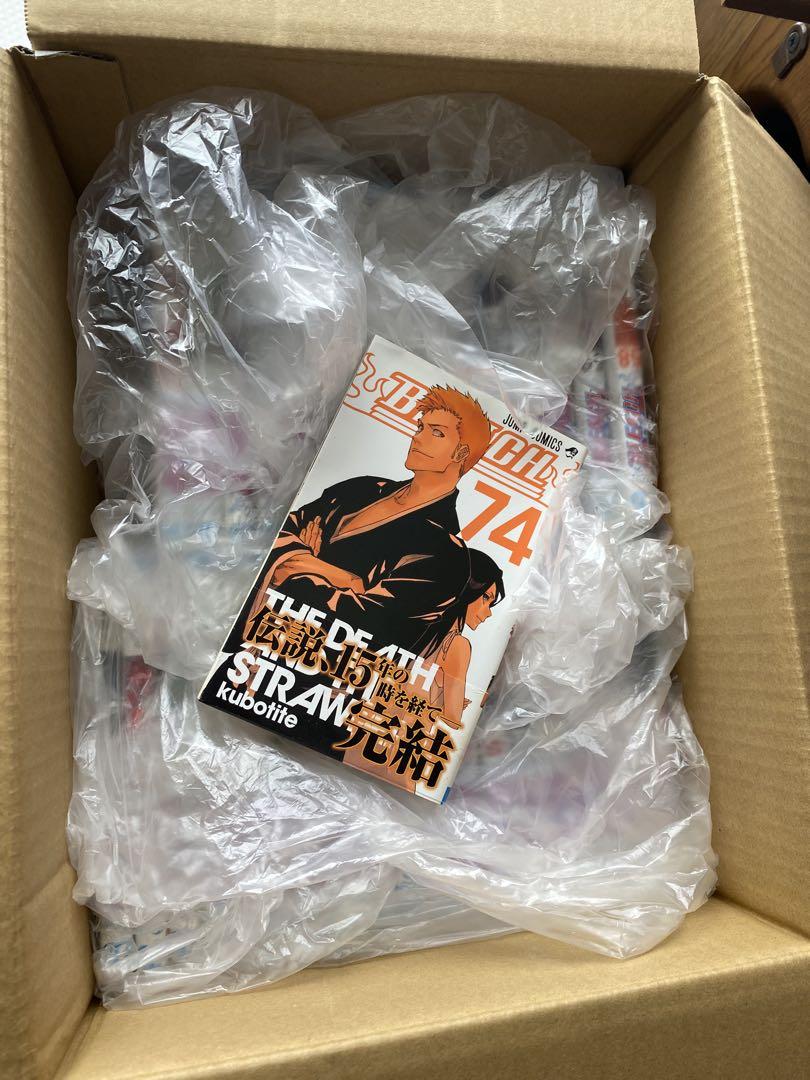 JUMP COMICS
BLEACH
74
THE DEATH
AND
STRAW
伝説、15年の
時を経て―
完結
kubotite